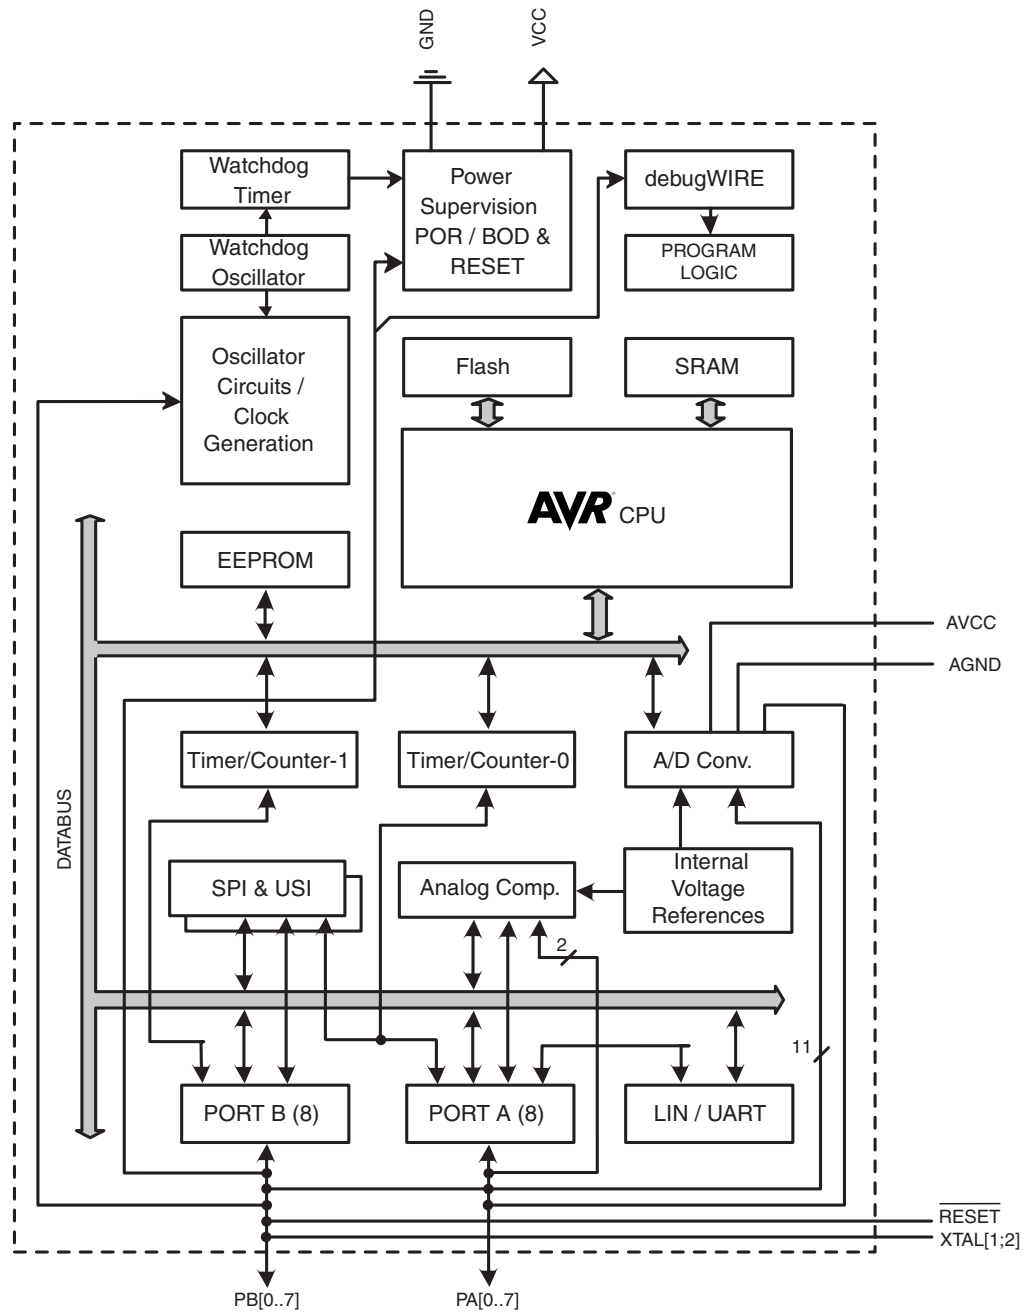 GND
VCC
Watchdog
Timer
Power
Supervision
POR / BOD &
RESET
debugWIRE
Watchdog
Oscillator
PROGRAM
LOGIC
Oscillator
Circuits /
Clock
Generation
Flash
SRAM
AVR® CPU
EEPROM
AVCC
AGND
Timer/Counter-1
Timer/Counter-0
A/D Conv.
DATABUS
SPI & USI
Analog Comp.
Internal
Voltage
References
2
11
PORT B (8)
PORT A (8)
LIN / UART
RESET
XTAL[1;2]
PB[0..7]
PA[0..7]